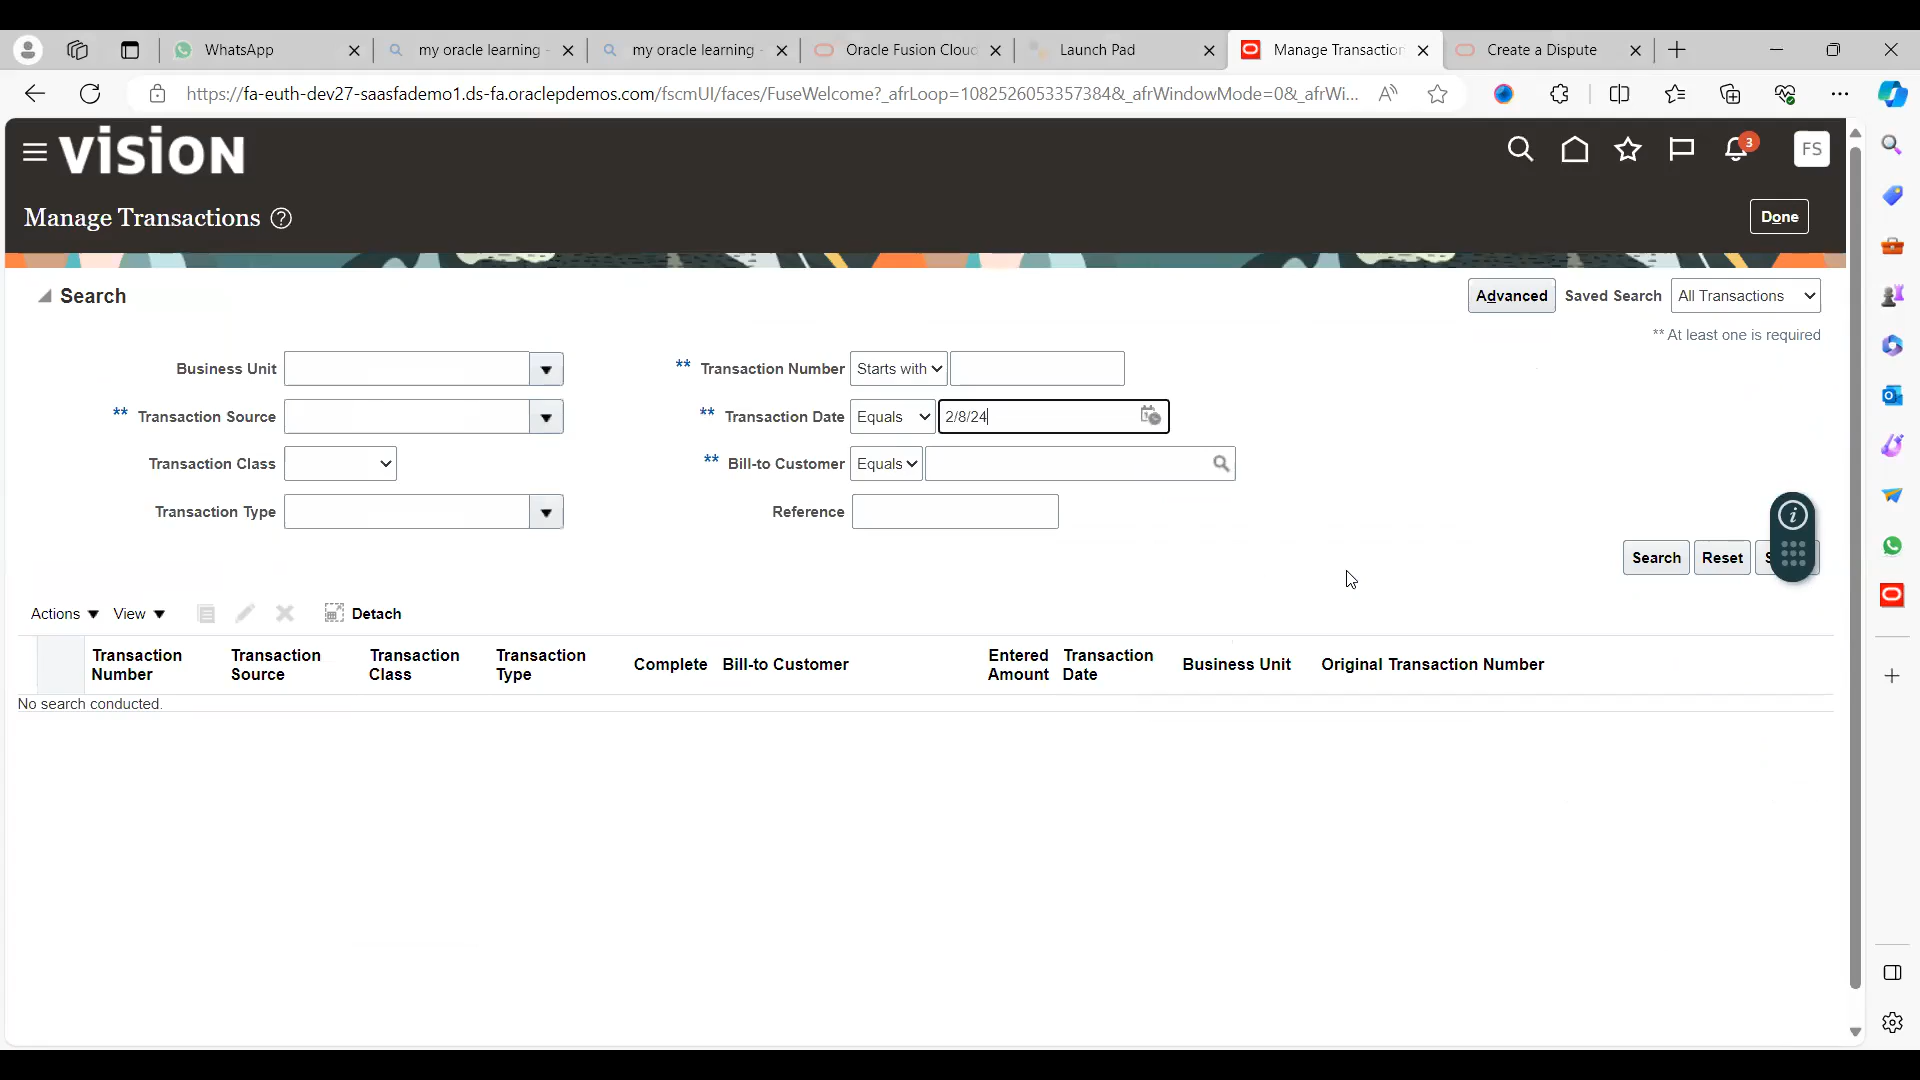 WhatsApp
my oracle learning -
my oracle learning -
Oracle Fusion Cloud
Launch Pad
Manage Transaction
Create a Dispute
https://fa-euth-dev27-saasfademo1.ds-fa.oraclepdemos.com/fscmUI/faces/FuseWelcome?_afrLoop=1082526053357384&_afrWindowMode=0&_afrWi...
VISION
3
FS
Manage Transactions
Done
Search
Advanced
Saved Search
All Transactions
** At least one is required
Business Unit
** Transaction Number
Starts with
** Transaction Source
** Transaction Date
Equals
2/8/24
Transaction Class
** Bill-to Customer
Equals
Transaction Type
Reference
Search
Reset
Actions
View
Detach
Transaction Number
Transaction Source
Transaction Class
Transaction Type
Complete
Bill-to Customer
Entered Amount
Transaction Date
Business Unit
Original Transaction Number
No search conducted.